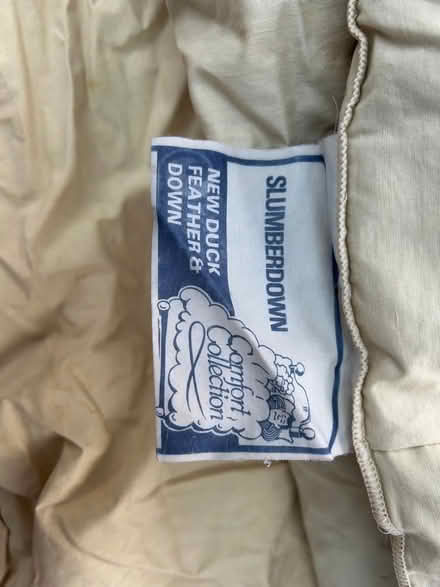 SLUMBERDOWN
NEW DUCK
FEATHER &
DOWN
Comfort
Collection